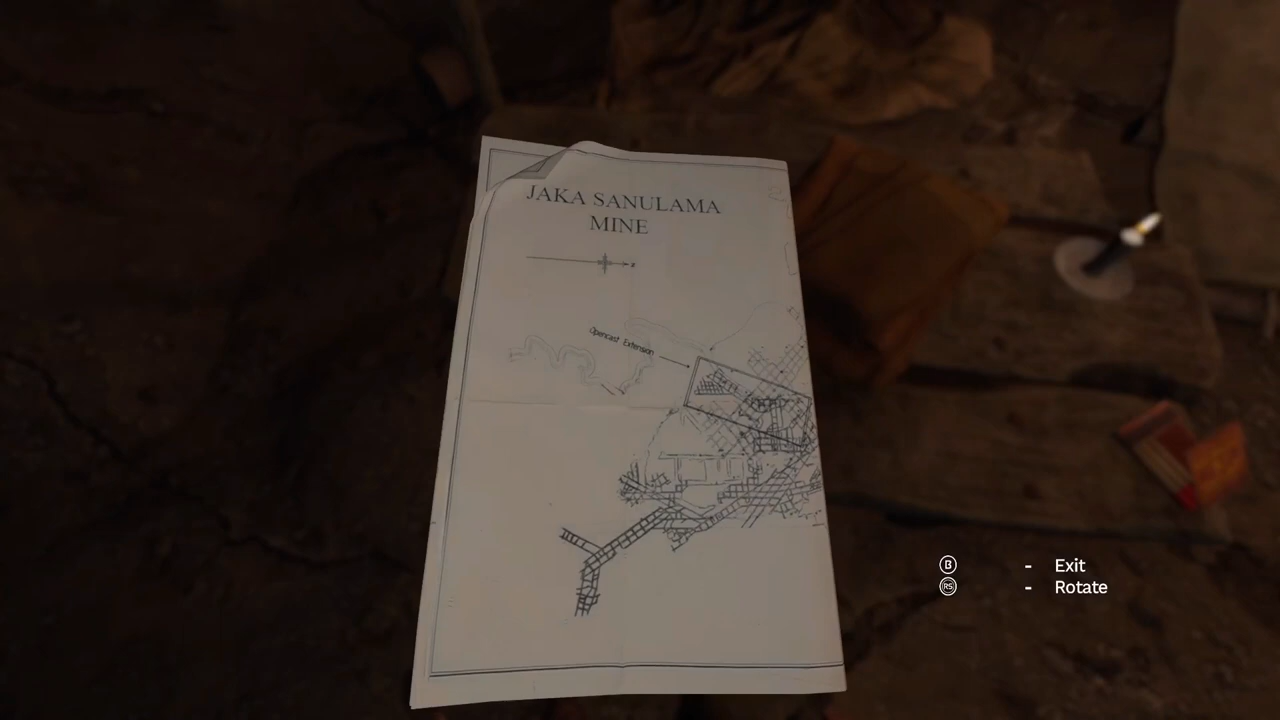 JAKA SANULAMA
MINE
Opencast Extension
B - Exit
RS - Rotate